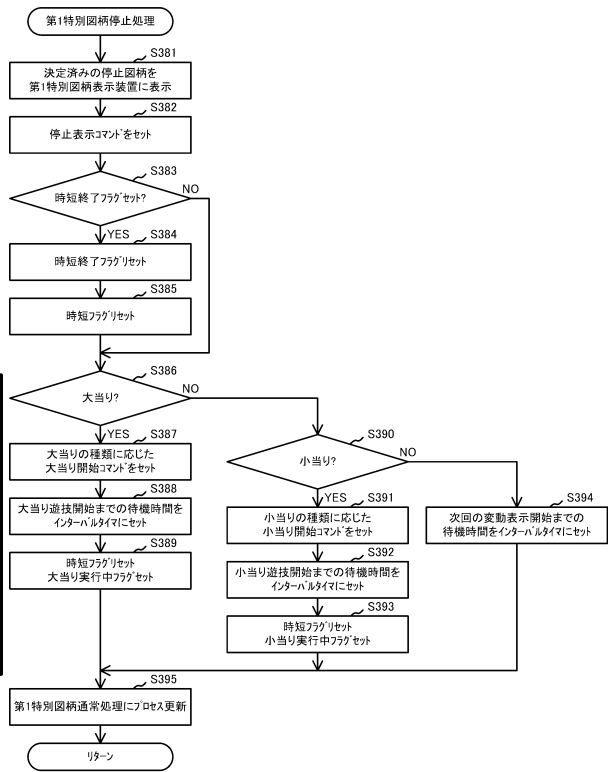 第1特別図柄停止処理
S381
決定済みの停止図柄を
第1特別図柄表示装置に表示
S382
停止表示ｺﾏﾝﾄﾞをセット
S383
時短終了ﾌﾗｸﾞｾｯﾄ?
NO
YES
S384
時短終了ﾌﾗｸﾞﾘｾｯﾄ
S385
時短ﾌﾗｸﾞﾘｾｯﾄ
S386
大当り?
NO
YES
S387
大当りの種類に応じた
大当り開始ｺﾏﾝﾄﾞをセット
S388
大当り遊技開始までの待機時間を
ｲﾝﾀｰﾊﾞﾙﾀｲﾏにセット
S389
時短ﾌﾗｸﾞﾘｾｯﾄ
大当り実行中ﾌﾗｸﾞｾｯﾄ
S390
小当り?
NO
YES
S391
小当りの種類に応じた
小当り開始ｺﾏﾝﾄﾞをセット
S392
小当り遊技開始までの待機時間を
ｲﾝﾀｰﾊﾞﾙﾀｲﾏにセット
S393
時短ﾌﾗｸﾞﾘｾｯﾄ
小当り実行中ﾌﾗｸﾞｾｯﾄ
S394
次回の変動表示開始までの
待機時間をｲﾝﾀｰﾊﾞﾙﾀｲﾏにセット
S395
第1特別図柄通常処理にﾌﾟﾛｾｽ更新
ﾘﾀｰﾝ